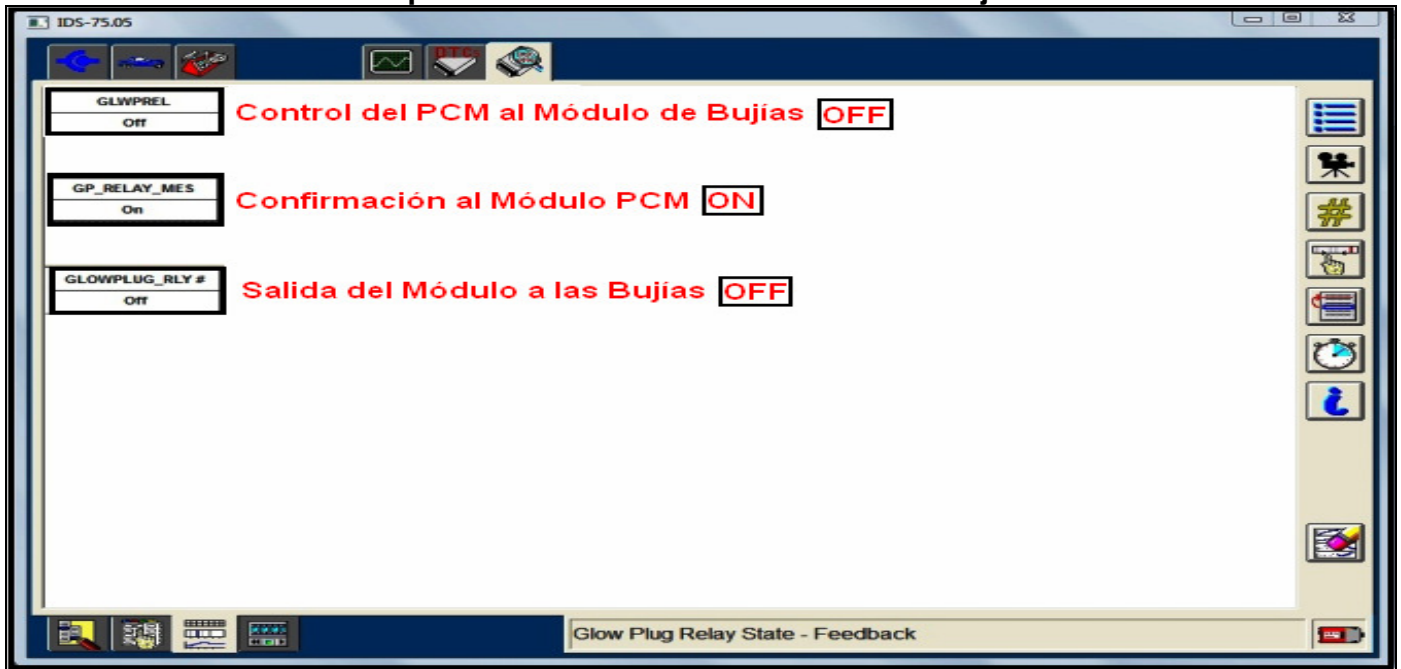 IDS-75.05
DTCs
GLWPREL
Off
Control del PCM al Módulo de Bujías OFF
GP_RELAY_MES
On
Confirmación al Módulo PCM ON
GLOWPLUG_RLY #
Off
Salida del Módulo a las Bujías OFF
Glow Plug Relay State - Feedback